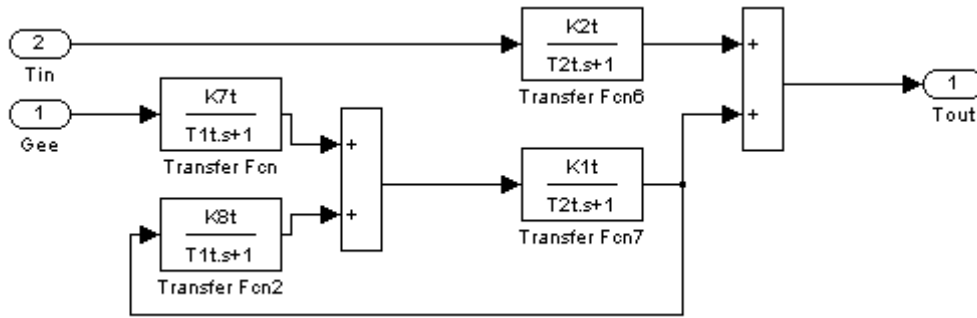 2
Tin
K2t
T2t.s+1
Transfer Fcn6
+
+
1
Tout
1
Gee
K7t
T1t.s+1
Transfer Fcn
+
+
K1t
T2t.s+1
Transfer Fcn7
K8t
T1t.s+1
Transfer Fcn2